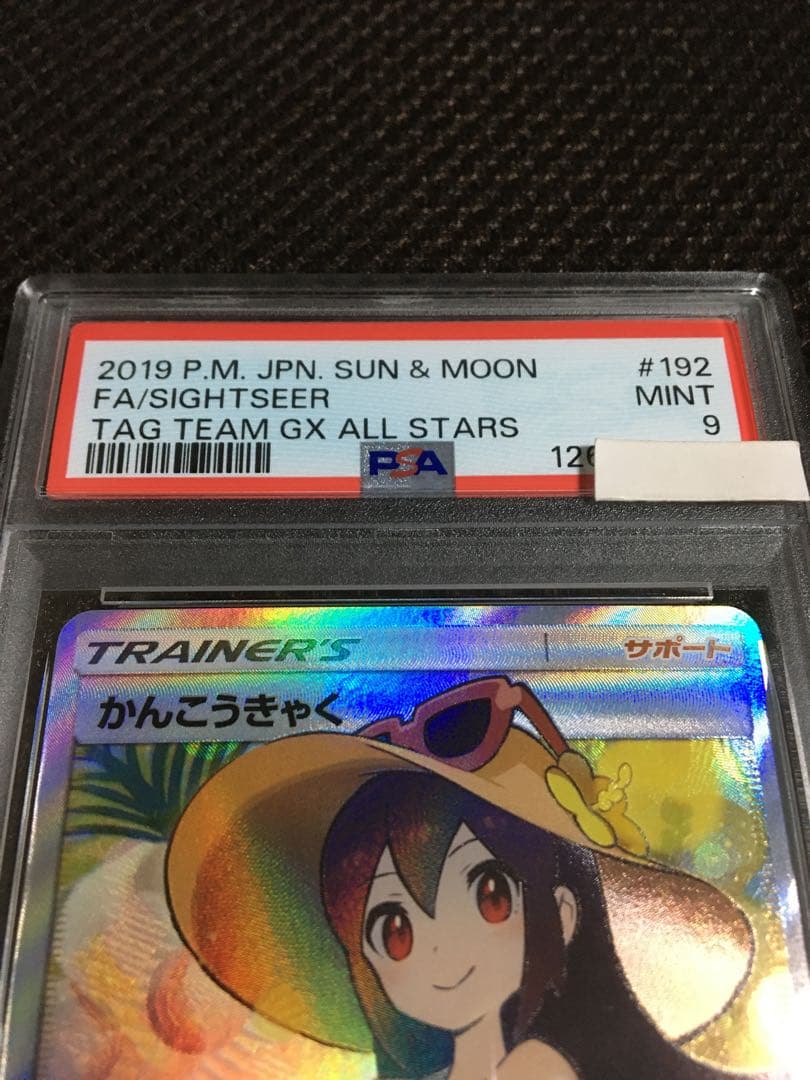 2019 P.M. JPN. SUN & MOON #192
FA/SIGHTSEER MINT
TAG TEAM GX ALL STARS 9
PSA
TRAINER'S サポート
かんこうきゃく